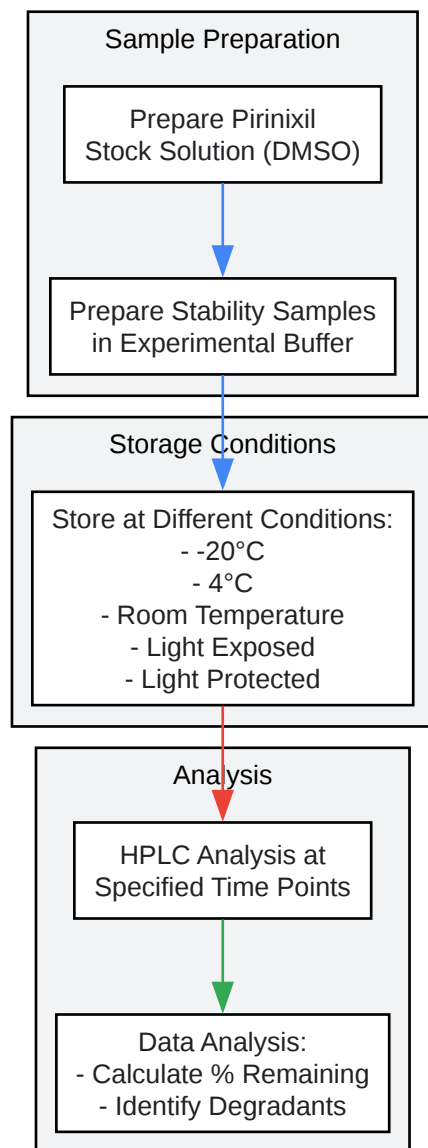 Sample Preparation
Prepare Pirinixil
Stock Solution (DMSO)
Prepare Stability Samples
in Experimental Buffer
Storage Conditions
Store at Different Conditions:
- -20°C
- 4°C
- Room Temperature
- Light Exposed
- Light Protected
Analysis
HPLC Analysis at
Specified Time Points
Data Analysis:
- Calculate % Remaining
- Identify Degradants